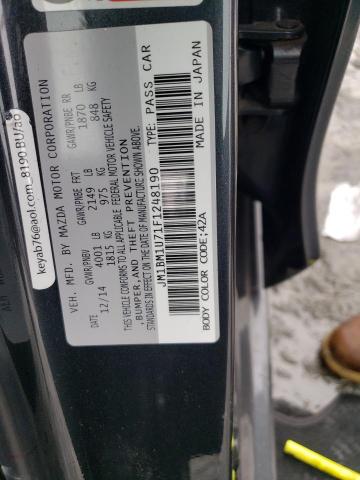 VEH. MFD. BY MAZDA MOTOR CORPORATION
GVWR/PNBV GAWR/PNBE FRT GAWR/PNBE RR
4001 LB 2149 LB 1870 LB
12/14 1815 KG 975 KG 848 KG
THIS VEHICLE CONFORMS TO ALL APPLICABLE FEDERAL MOTOR VEHICLE SAFETY
, BUMPER, AND THEFT PREVENTION
STANDARDS IN EFFECT ON THE DATE OF MANUFACTURE SHOWN ABOVE.
JM1BM1U71F1248190 TYPE: PASS CAR
BODY COLOR CODE;42A MADE IN JAPAN
keyab76@aol.com_8190